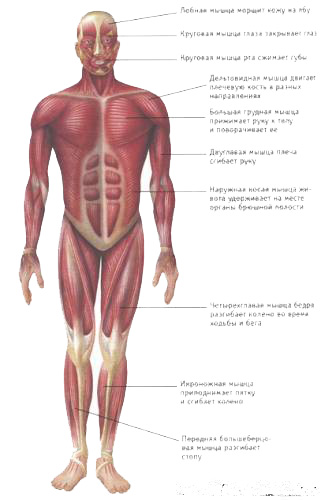 Лобная мышца морщит кожу на лбу
Круговая мышца глаза закрывает глаз
Круговая мышца рта сжимает губы
Дельтовидная мышца двигает
плечевую кость в разных
направлениях
Большая грудная мышца
прижимает руку к телу
и поворачивает ее
Двуглавая мышца плеча
сгибает руку
Наружная косая мышца жи-
вота удерживает на месте
органы брюшной полости
Четырехглавая мышца бедра
разгибает колено во время
ходьбы и бега
Икроножная мышца
приподнимает пятку
и сгибает колено
Передняя большеберцо-
вая мышца разгибает
стопу